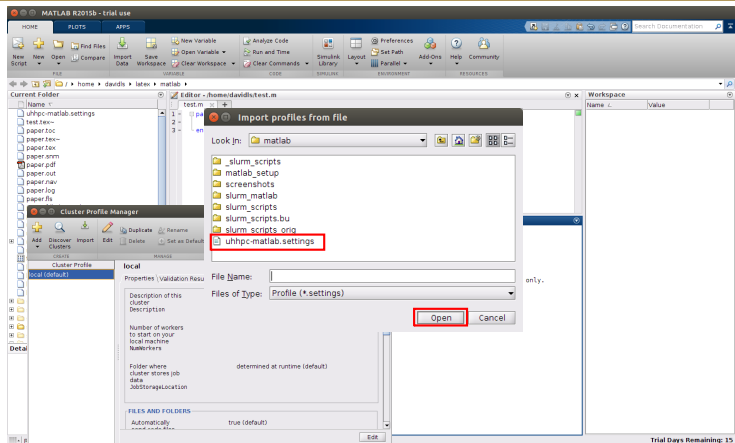 MATLAB R2015b - trial use
HOME PLOTS APPS
Search Documentation
New Script
New
Open
Find Files
Compare
Import Data
Save Workspace
New Variable
Open Variable
Clear Workspace
Analyze Code
Run and Time
Clear Commands
Simulink Library
Layout
Preferences
Set Path
Parallel
Add-Ons
Help
Community
FILE VARIABLE CODE SIMULINK ENVIRONMENT RESOURCES
/ ▸ home ▸ davidls ▸ latex ▸ matlab ▸
Current Folder
Name
uhhpc-matlab.settings
test.tex~
paper.toc
paper.tex~
paper.tex
paper.snm
paper.pdf
paper.out
paper.nav
paper.log
paper.fls
Editor - /home/davidls/test.m
test.m × +
1 - pa
2 -
3 - en
Workspace
Name Value
Import profiles from file
Look In: matlab
_slurm_scripts
matlab_setup
screenshots
slurm_matlab
slurm_scripts
slurm_scripts.bu
slurm_scripts_orig
uhhpc-matlab.settings
File Name:
Files of Type: Profile (*.settings)
Open Cancel
only.
Cluster Profile Manager
Add
Discover Clusters
Import
Edit
Duplicate
Delete
Rename
Set as Default
CREATE MANAGE
Cluster Profile
local (default)
local
Properties Validation Resu
Description of this cluster
Description
Number of workers to start on your local machine
NumWorkers
Folder where cluster stores job data
JobStorageLocation
determined at runtime (default)
FILES AND FOLDERS
Automatically
true (default)
Edit
Detai
Trial Days Remaining: 15